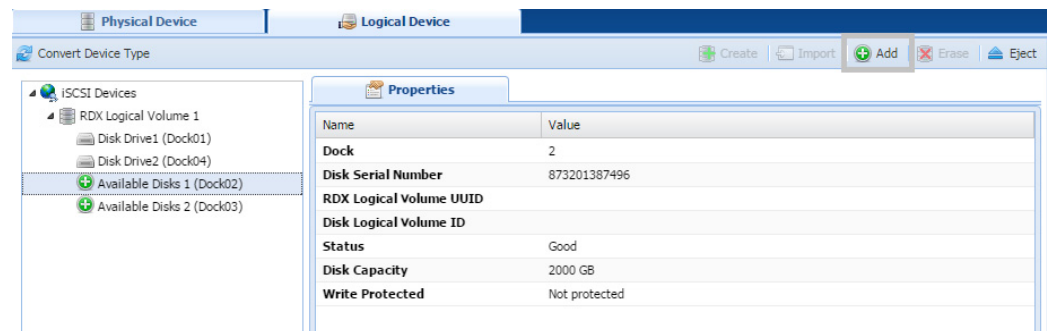 Physical Device
Logical Device
Convert Device Type
Create
Import
Add
Erase
Eject
iSCSI Devices
RDX Logical Volume 1
Disk Drive1 (Dock01)
Disk Drive2 (Dock04)
Available Disks 1 (Dock02)
Available Disks 2 (Dock03)
Properties
Name Value
Dock 2
Disk Serial Number 873201387496
RDX Logical Volume UUID
Disk Logical Volume ID
Status Good
Disk Capacity 2000 GB
Write Protected Not protected